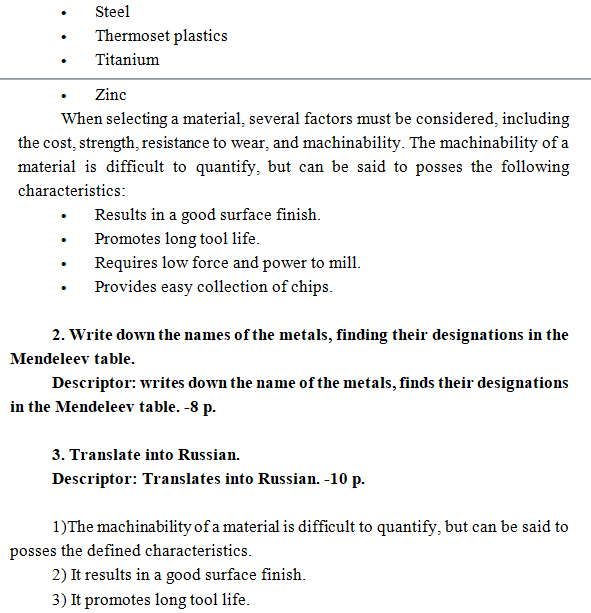 • Steel
• Thermoset plastics
• Titanium
• Zinc
When selecting a material, several factors must be considered, including
the cost, strength, resistance to wear, and machinability. The machinability of a
material is difficult to quantify, but can be said to posses the following
characteristics:
• Results in a good surface finish.
• Promotes long tool life.
• Requires low force and power to mill.
• Provides easy collection of chips.
2. Write down the names of the metals, finding their designations in the
Mendeleev table.
Descriptor: writes down the name of the metals, finds their designations
in the Mendeleev table. -8 p.
3. Translate into Russian.
Descriptor: Translates into Russian. -10 p.
1)The machinability of a material is difficult to quantify, but can be said to
posses the defined characteristics.
2) It results in a good surface finish.
3) It promotes long tool life.